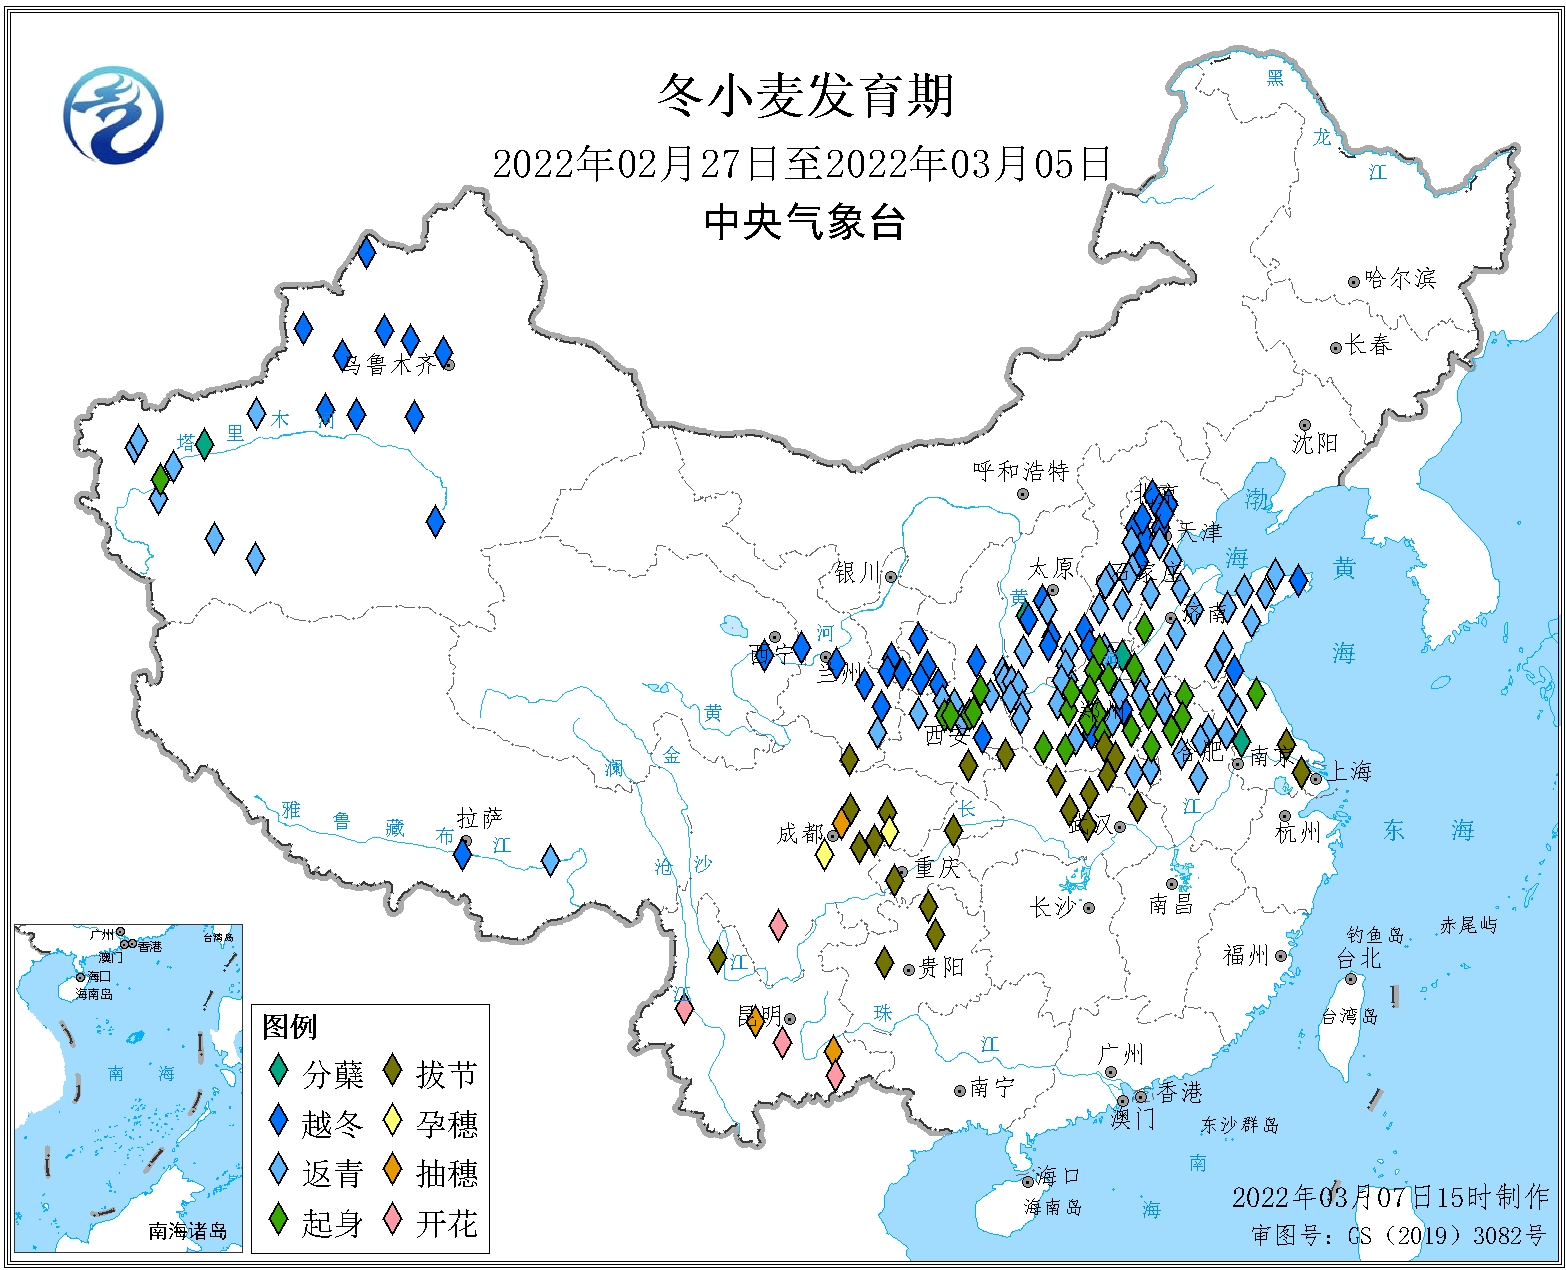 冬小麦发育期
2022年02月27日至2022年03月05日
中央气象台
黑
龙
江
哈尔滨
长春
沈阳
乌鲁木齐
塔
里
木
河
呼和浩特
北京
天津
渤
海
黄
海
银川
太原
石家庄
济南
黄
河
西宁
兰州
黄
西安
郑州
合肥
南京
上海
金
澜
雅
鲁
藏
布
江
拉萨
成都
长
江
武汉
杭州
东
海
沧
沙
重庆
长沙
南昌
江
江
贵阳
福州
钓鱼岛
赤尾屿
台北
台湾岛
昆明
珠
江
广州
南宁
香港
澳门
东沙群岛
南
海
海口
海南岛
广州
香港
澳门
台湾岛
海口
海南岛
南
海
南海诸岛
图例
分蘖
拔节
越冬
孕穗
返青
抽穗
起身
开花
2022年03月07日15时制作
审图号：GS（2019）3082号